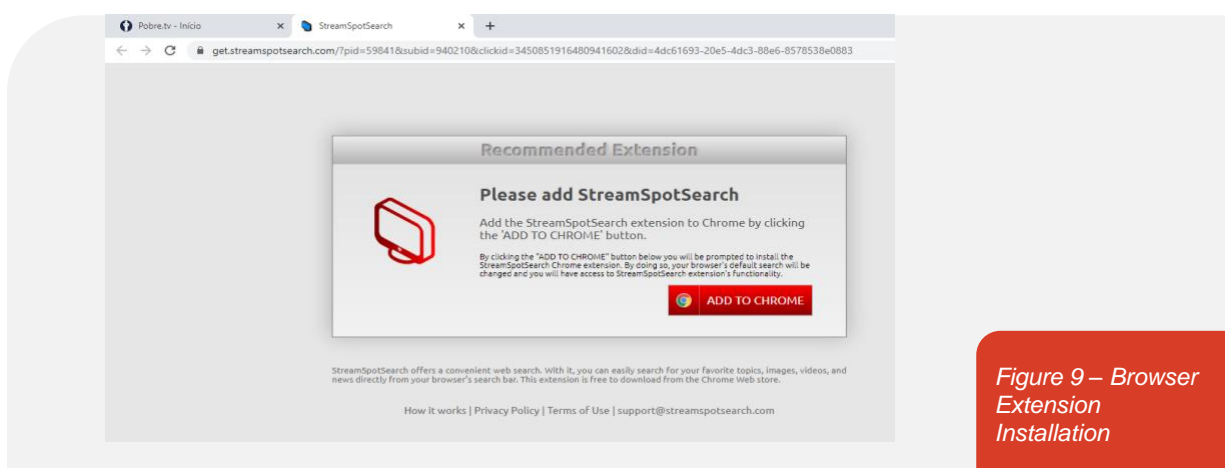 Pobre.tv - Início
StreamSpotSearch
get.streamspotsearch.com/?pid=59841&subid=940210&clickid=3450851916480941602&did=4dc61693-20e5-4dc3-88e6-8578538e0883
Recommended Extension
Please add StreamSpotSearch
Add the StreamSpotSearch extension to Chrome by clicking
the 'ADD TO CHROME' button.
By clicking the "ADD TO CHROME" button below you will be prompted to install the
StreamSpotSearch Chrome extension. By doing so, your browser's default search will be
changed and you will have access to StreamSpotSearch extension's functionality.
ADD TO CHROME
StreamSpotSearch offers a convenient web search. With it, you can easily search for your favorite topics, images, videos, and
news directly from your browser's search bar. This extension is free to download from the Chrome Web store.
How it works | Privacy Policy | Terms of Use | support@streamspotsearch.com
Figure 9 – Browser
Extension
Installation